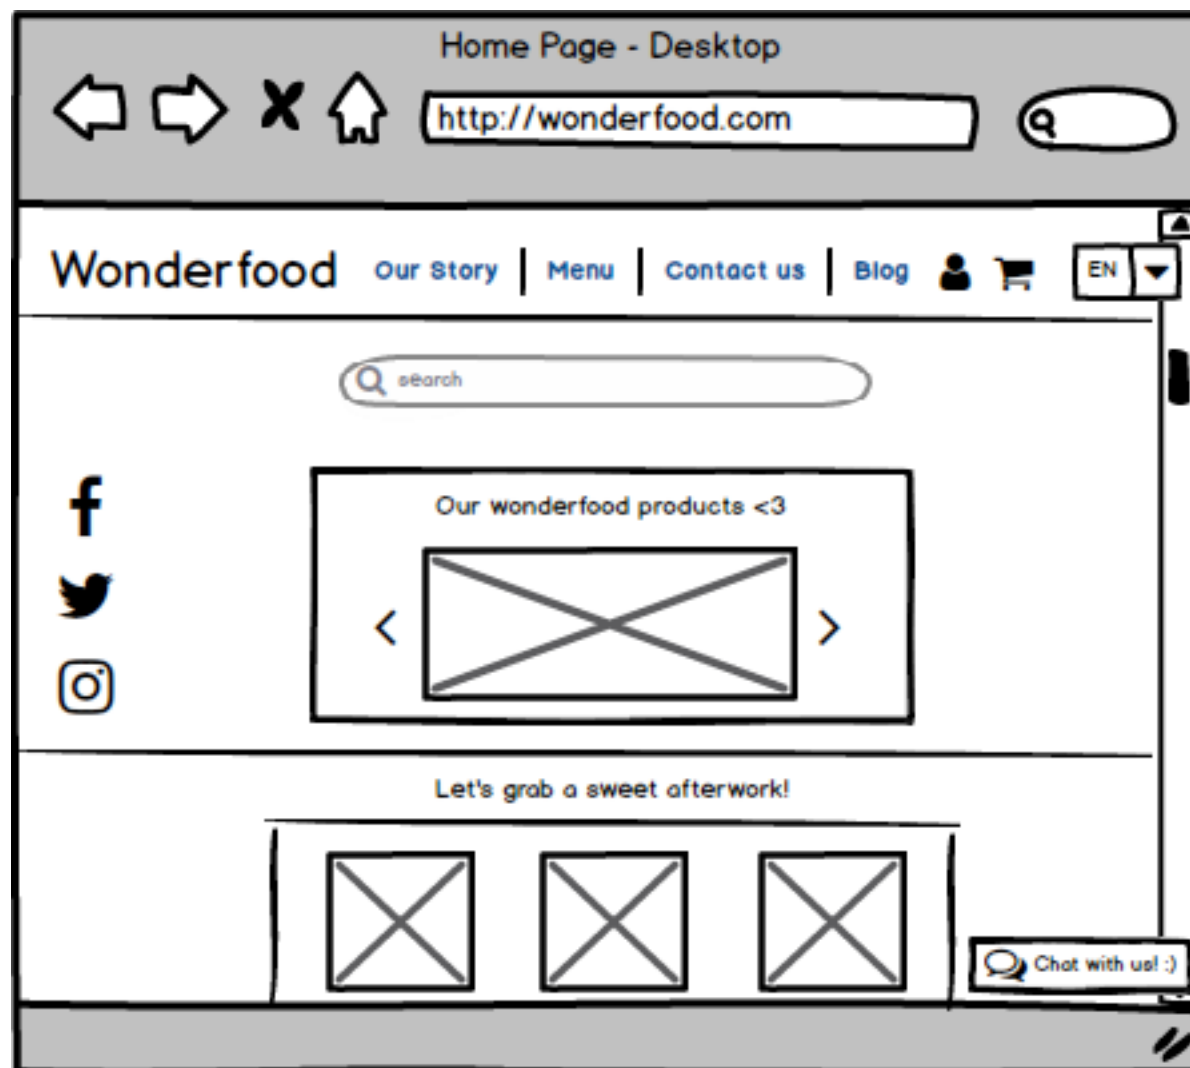 Home Page - Desktop
http://wonderfood.com
Wonderfood Our Story Menu Contact us Blog EN
search
Our wonderfood products <3
Let's grab a sweet afterwork!
Chat with us! :)